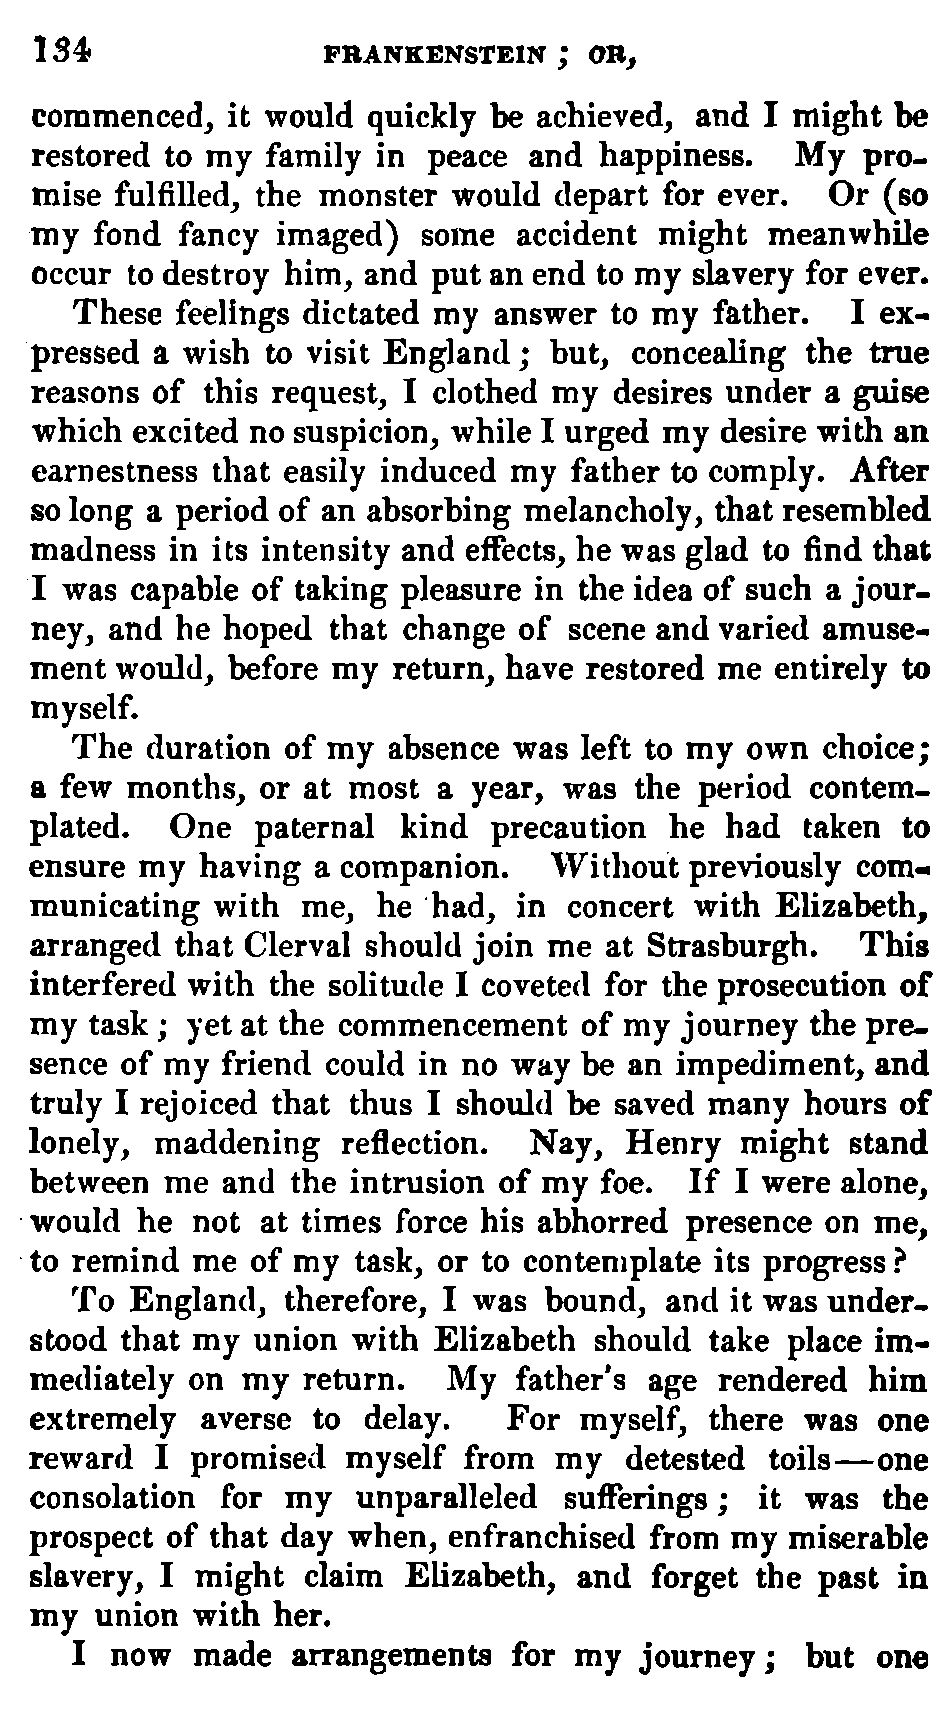 134 FRANKENSTEIN ; OR,
commenced, it would quickly be achieved, and I might be
restored to my family in peace and happiness. My pro-
mise fulfilled, the monster would depart for ever. Or (so
my fond fancy imaged) some accident might meanwhile
occur to destroy him, and put an end to my slavery for ever.
These feelings dictated my answer to my father. I ex-
pressed a wish to visit England ; but, concealing the true
reasons of this request, I clothed my desires under a guise
which excited no suspicion, while I urged my desire with an
earnestness that easily induced my father to comply. After
so long a period of an absorbing melancholy, that resembled
madness in its intensity and effects, he was glad to find that
I was capable of taking pleasure in the idea of such a jour-
ney, and he hoped that change of scene and varied amuse-
ment would, before my return, have restored me entirely to
myself.
The duration of my absence was left to my own choice;
a few months, or at most a year, was the period contem-
plated. One paternal kind precaution he had taken to
ensure my having a companion. Without previously com-
municating with me, he had, in concert with Elizabeth,
arranged that Clerval should join me at Strasburgh. This
interfered with the solitude I coveted for the prosecution of
my task ; yet at the commencement of my journey the pre-
sence of my friend could in no way be an impediment, and
truly I rejoiced that thus I should be saved many hours of
lonely, maddening reflection. Nay, Henry might stand
between me and the intrusion of my foe. If I were alone,
would he not at times force his abhorred presence on me,
to remind me of my task, or to contemplate its progress ?
To England, therefore, I was bound, and it was under-
stood that my union with Elizabeth should take place im-
mediately on my return. My father's age rendered him
extremely averse to delay. For myself, there was one
reward I promised myself from my detested toils—one
consolation for my unparalleled sufferings ; it was the
prospect of that day when, enfranchised from my miserable
slavery, I might claim Elizabeth, and forget the past in
my union with her.
I now made arrangements for my journey ; but one